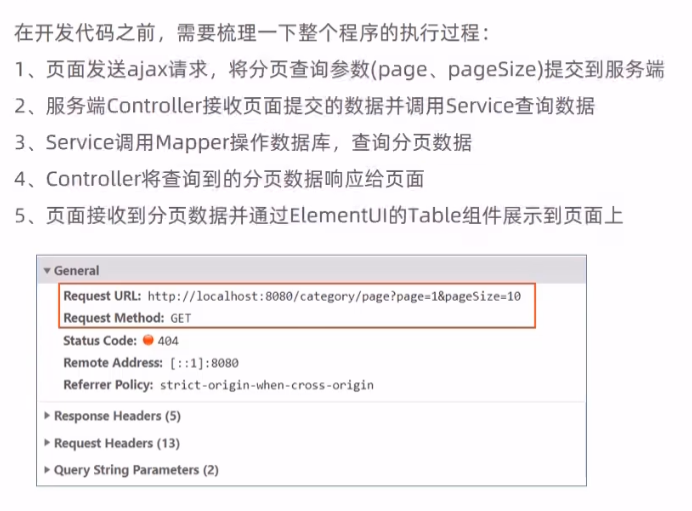 在开发代码之前，需要梳理一下整个程序的执行过程：
1、页面发送ajax请求，将分页查询参数(page、pageSize)提交到服务端
2、服务端Controller接收页面提交的数据并调用Service查询数据
3、Service调用Mapper操作数据库，查询分页数据
4、Controller将查询到的分页数据响应给页面
5、页面接收到分页数据并通过ElementUI的Table组件展示到页面上
General
Request URL: http://localhost:8080/category/page?page=1&pageSize=10
Request Method: GET
Status Code: 404
Remote Address: [::1]:8080
Referrer Policy: strict-origin-when-cross-origin
Response Headers (5)
Request Headers (13)
Query String Parameters (2)